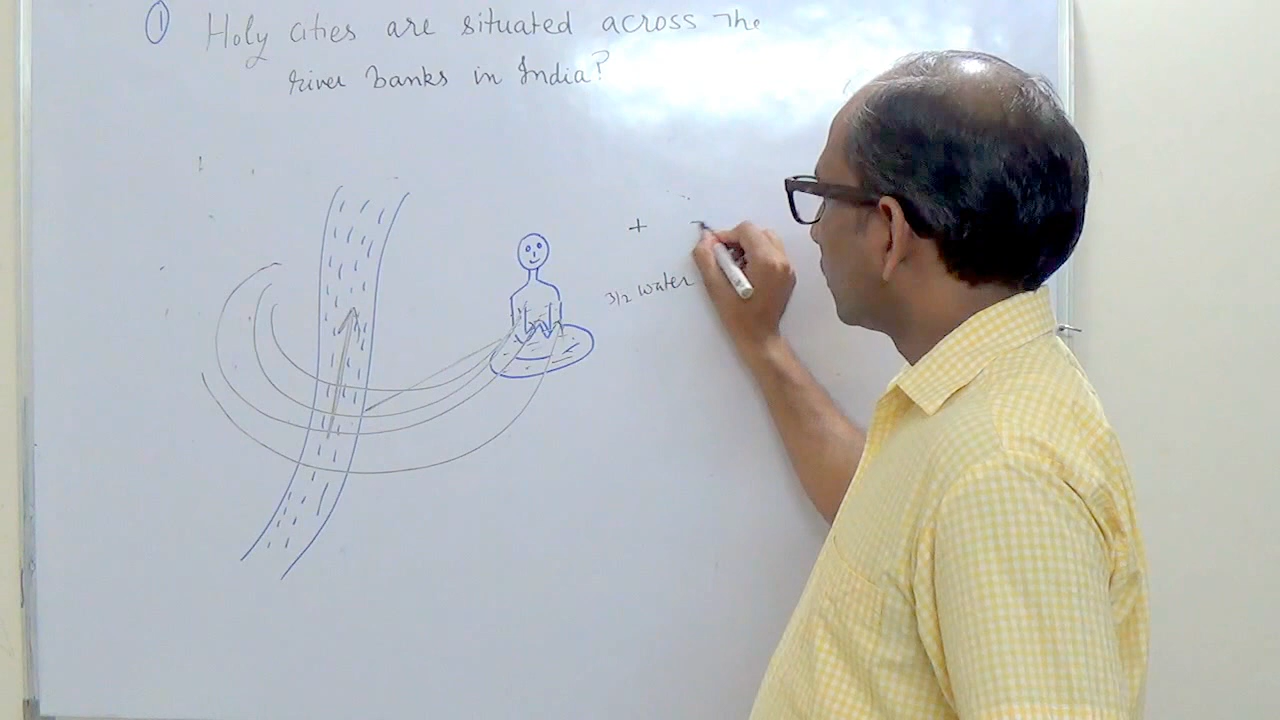 ① Holy cities are situated across the
river banks in India?
+
3/2 water